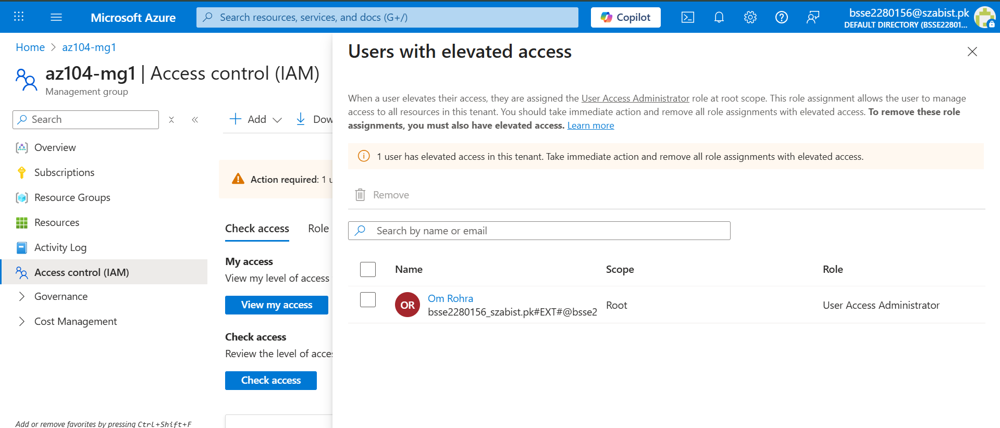 Microsoft Azure
Search resources, services, and docs (G+/)
Copilot
bsse2280156@szabist.pk
DEFAULT DIRECTORY (BSSE22801...
Home > az104-mg1
az104-mg1 | Access control (IAM)
Management group
Search
Overview
Subscriptions
Resource Groups
Resources
Activity Log
Access control (IAM)
Governance
Cost Management
Add or remove favorites by pressing Ctrl+Shift+F
Add
Dow
Action required: 1 u
Check access
Role
My access
View my level of access
View my access
Check access
Review the level of acces
Check access
Users with elevated access
When a user elevates their access, they are assigned the User Access Administrator role at root scope. This role assignment allows the user to manage
access to all resources in this tenant. You should take immediate action and remove all role assignments with elevated access. To remove these role
assignments, you must also have elevated access. Learn more
1 user has elevated access in this tenant. Take immediate action and remove all role assignments with elevated access.
Remove
Search by name or email
Name Scope Role
OR
Om Rohra
bsse2280156_szabist.pk#EXT#@bsse2
Root
User Access Administrator